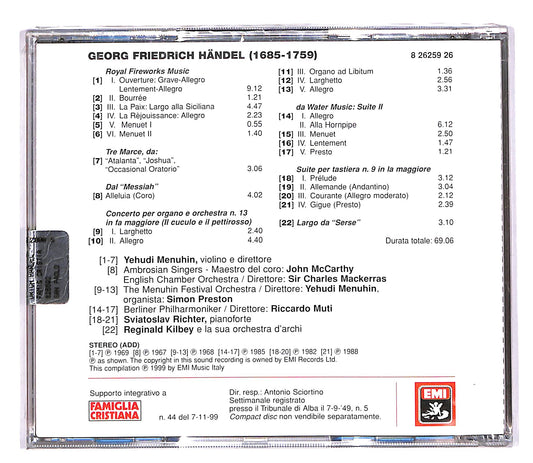 GEORG FRIEDRICH HÄNDEL (1685-1759)
8 26259 26
Royal Fireworks Music
[1] I. Ouverture: Grave-Allegro
Lentement-Allegro 9.12
[2] II. Bourrée 1.21
[3] III. La Paix: Largo alla Siciliana 4.47
[4] IV. La Réjouissance: Allegro 2.23
[5] V. Menuet I 0.55
[6] VI. Menuet II 1.40
Tre Marce, da:
[7] "Atalanta", "Joshua",
"Occasional Oratorio" 3.06
Dal "Messiah"
[8] Alleluia (Coro) 4.02
Concerto per organo e orchestra n. 13
in fa maggiore (Il cuculo e il pettirosso)
[9] I. Larghetto 2.40
[10] II. Allegro 4.40
[11] III. Organo ad Libitum 1.36
[12] IV. Larghetto 2.56
[13] V. Allegro 3.31
da Water Music: Suite II
[14] I. Allegro
II. Alla Hornpipe 6.12
[15] III. Menuet 2.50
[16] IV. Lentement 1.47
[17] V. Presto 1.21
Suite per tastiera n. 9 in la maggiore
[18] I. Prélude 3.12
[19] II. Allemande (Andantino) 3.04
[20] III. Courante (Allegro moderato) 2.12
[21] IV. Gigue (Presto) 2.39
[22] Largo da "Serse" 3.10
Durata totale: 69.06
[1-7] Yehudi Menuhin, violino e direttore
[8] Ambrosian Singers - Maestro del coro: John McCarthy
English Chamber Orchestra / Direttore: Sir Charles Mackerras
[9-13] The Menuhin Festival Orchestra / Direttore: Yehudi Menuhin,
organista: Simon Preston
[14-17] Berliner Philharmoniker / Direttore: Riccardo Muti
[18-21] Sviatoslav Richter, pianoforte
[22] Reginald Kilbey e la sua orchestra d'archi
STEREO (ADD)
[1-7] ℗ 1969 [8] ℗ 1967 [9-13] ℗ 1968 [14-17] ℗ 1985 [18-20] ℗ 1982 [21] ℗ 1988
℗ as shown. The copyright in this sound recording is owned by EMI Records Ltd.
This compilation ℗ 1999 by EMI Music Italy
Supporto integrativo a
FAMIGLIA
CRISTIANA
n. 44 del 7-11-99
Dir. resp.: Antonio Sciortino
Settimanale registrato
presso il Tribunale di Alba il 7-9-'49, n. 5
Compact disc non vendibile separatamente.
EMI